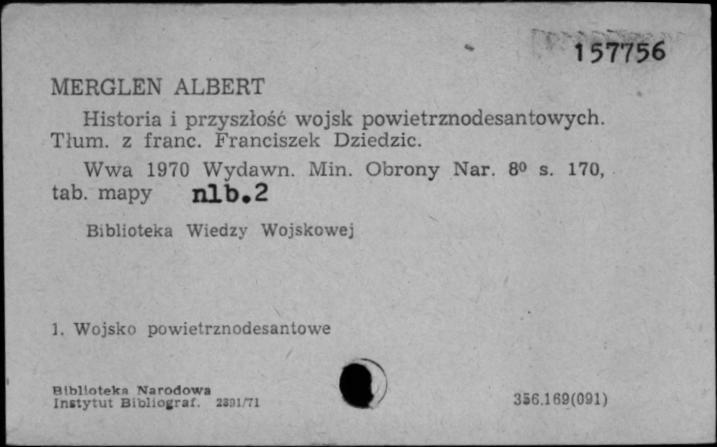 157756
MERGLEN ALBERT
Historia i przyszłość wojsk powietrznodesantowych.
Tłum. z franc. Franciszek Dziedzic.
Wwa 1970 Wydawn. Min. Obrony Nar. 8⁰ s. 170,
tab. mapy nlb.2
Biblioteka Wiedzy Wojskowej
1. Wojsko powietrznodesantowe
Biblioteka Narodowa
Instytut Bibliograf. 2391/71
356.169(091)